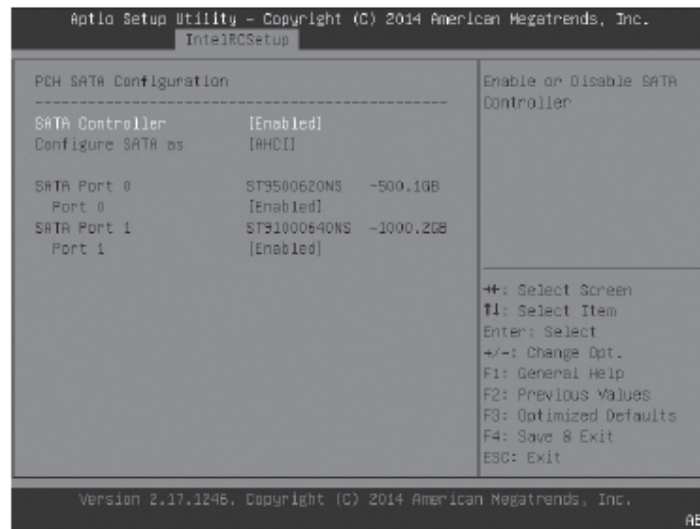 Aptio Setup Utility - Copyright (C) 2014 American Megatrends, Inc.
IntelRCSetup
PCH SATA Configuration
SATA Controller [Enabled]
Configure SATA as [AHCI]
SATA Port 0 ST9500620NS -500.1GB
Port 0 [Enabled]
SATA Port 1 ST91000640NS -1000.2GB
Port 1 [Enabled]
Enable or Disable SATA
Controller
→←: Select Screen
↑↓: Select Item
Enter: Select
+/-: Change Opt.
F1: General Help
F2: Previous Values
F3: Optimized Defaults
F4: Save & Exit
ESC: Exit
Version 2.17.1246. Copyright (C) 2014 American Megatrends, Inc.